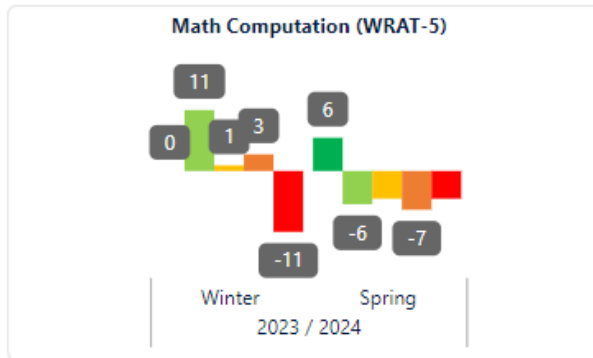 Math Computation (WRAT-5)
11
6
0
1
3
-6
-7
-11
Winter
Spring
2023 / 2024